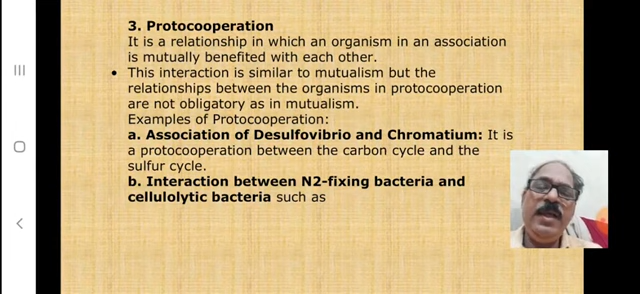 3. Protocooperation
It is a relationship in which an organism in an association
is mutually benefited with each other.
• This interaction is similar to mutualism but the
relationships between the organisms in protocooperation
are not obligatory as in mutualism.
Examples of Protocooperation:
a. Association of Desulfovibrio and Chromatium: It is
a protocooperation between the carbon cycle and the
sulfur cycle.
b. Interaction between N2-fixing bacteria and
cellulolytic bacteria such as